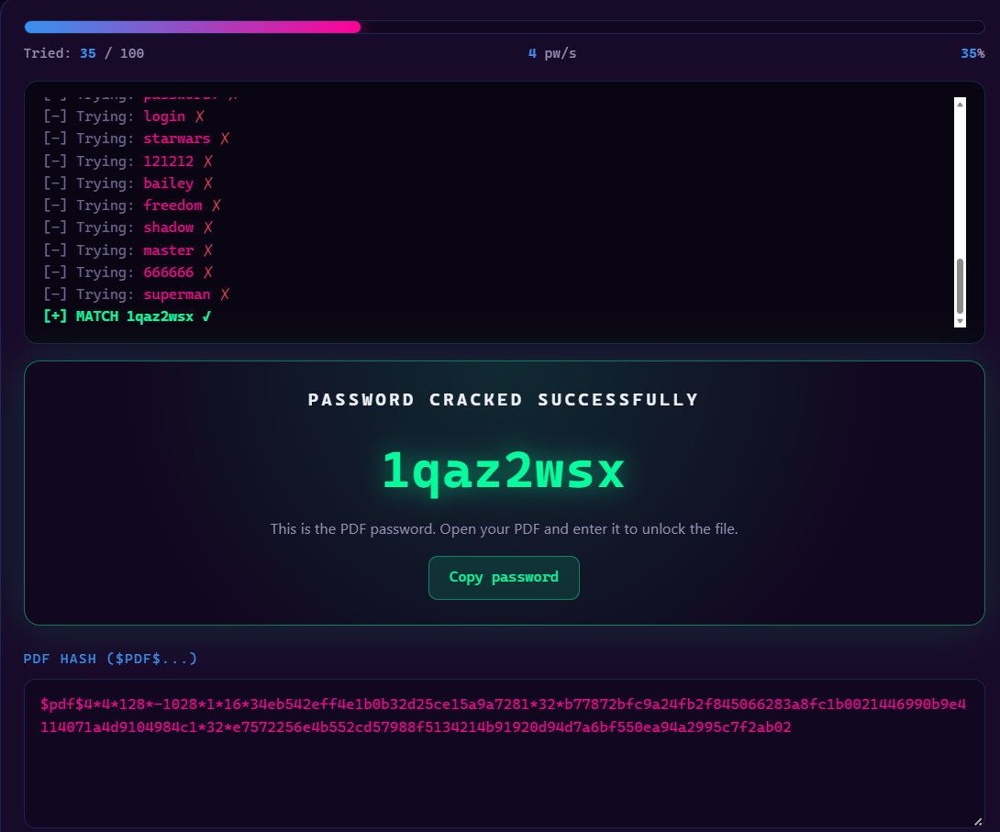 Tried: 35 / 100
4 pw/s
35%
[-] Trying: login ✗
[-] Trying: starwars ✗
[-] Trying: 121212 ✗
[-] Trying: bailey ✗
[-] Trying: freedom ✗
[-] Trying: shadow ✗
[-] Trying: master ✗
[-] Trying: 666666 ✗
[-] Trying: superman ✗
[+] MATCH 1qaz2wsx ✓
PASSWORD CRACKED SUCCESSFULLY
1qaz2wsx
This is the PDF password. Open your PDF and enter it to unlock the file.
Copy password
PDF HASH ($PDF$...)
$pdf$4*4*128*-1028*1*16*34eb542eff4e1b0b32d25ce15a9a7281*32*b77872bfc9a24fb2f845066283a8fc1b0021446990b9e4
114071a4d9104984c1*32*e7572256e4b552cd57988f5134214b91920d94d7a6bf550ea94a2995c7f2ab02